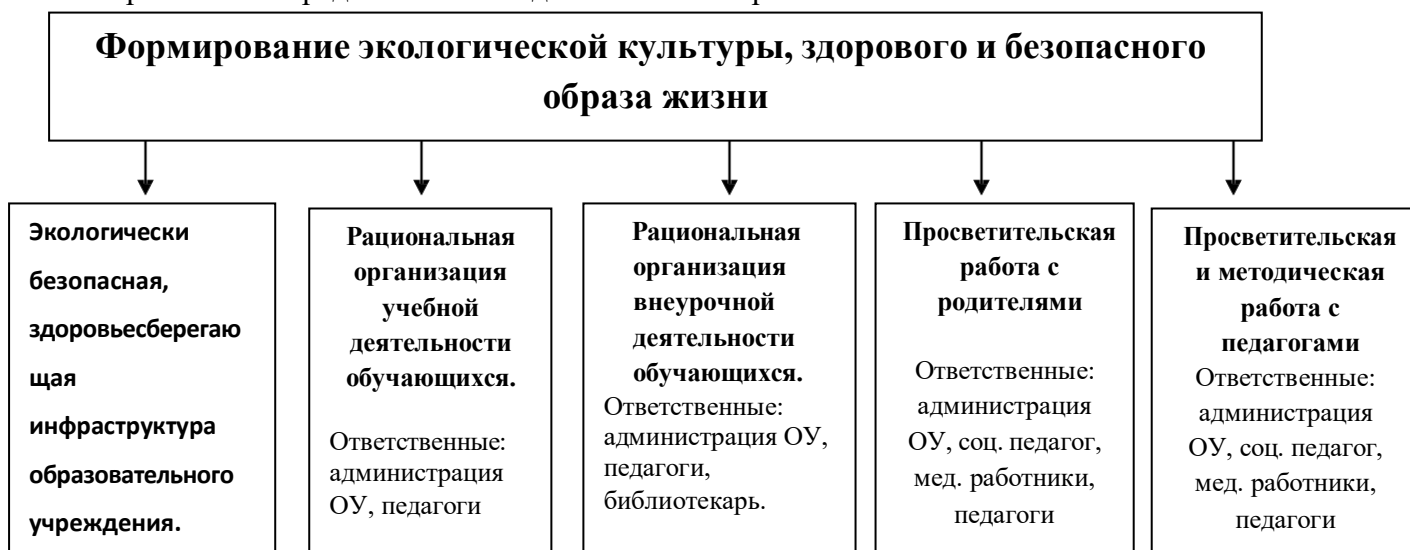 Формирование экологической культуры, здорового и безопасного
образа жизни
Экологически
безопасная,
здоровьесберегаю
щая
инфраструктура
образовательного
учреждения.
Рациональная
организация
учебной
деятельности
обучающихся.
Ответственные:
администрация
ОУ, педагоги
Рациональная
организация
внеурочной
деятельности
обучающихся.
Ответственные:
администрация ОУ,
педагоги,
библиотекарь.
Просветительская
работа с
родителями
Ответственные:
администрация
ОУ, соц. педагог,
мед. работники,
педагоги
Просветительская
и методическая
работа с
педагогами
Ответственные:
администрация
ОУ, соц. педагог,
мед. работники,
педагоги